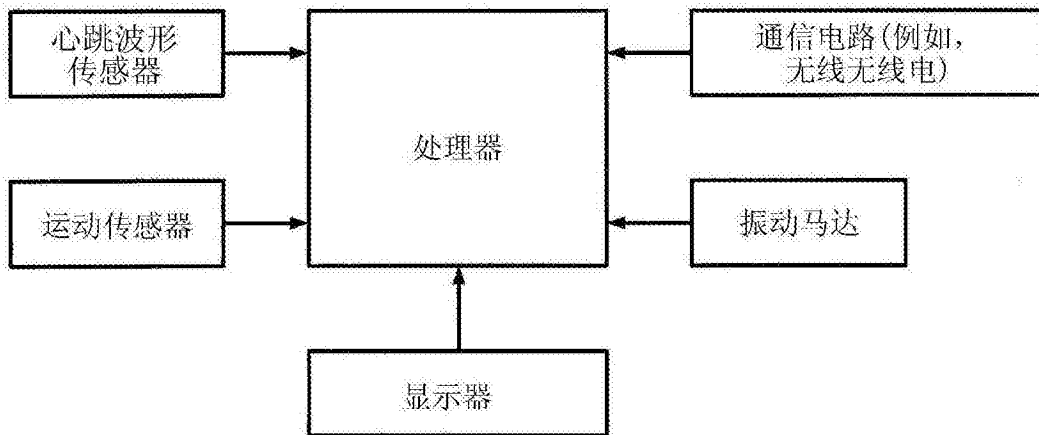 心跳波形
传感器
通信电路(例如,
无线无线电)
处理器
运动传感器
振动马达
显示器